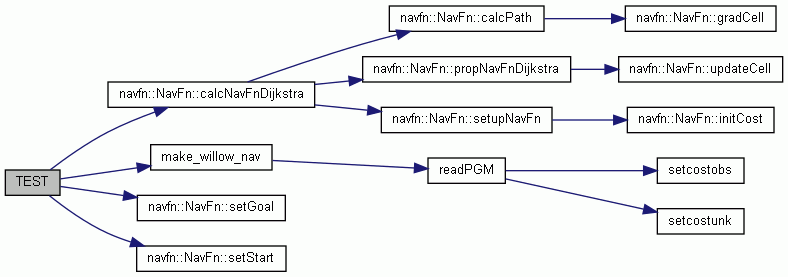 navfn::NavFn::calcPath
navfn::NavFn::gradCell
navfn::NavFn::calcNavFnDijkstra
navfn::NavFn::propNavFnDijkstra
navfn::NavFn::updateCell
navfn::NavFn::setupNavFn
navfn::NavFn::initCost
TEST
make_willow_nav
readPGM
setcostobs
navfn::NavFn::setGoal
setcostunk
navfn::NavFn::setStart